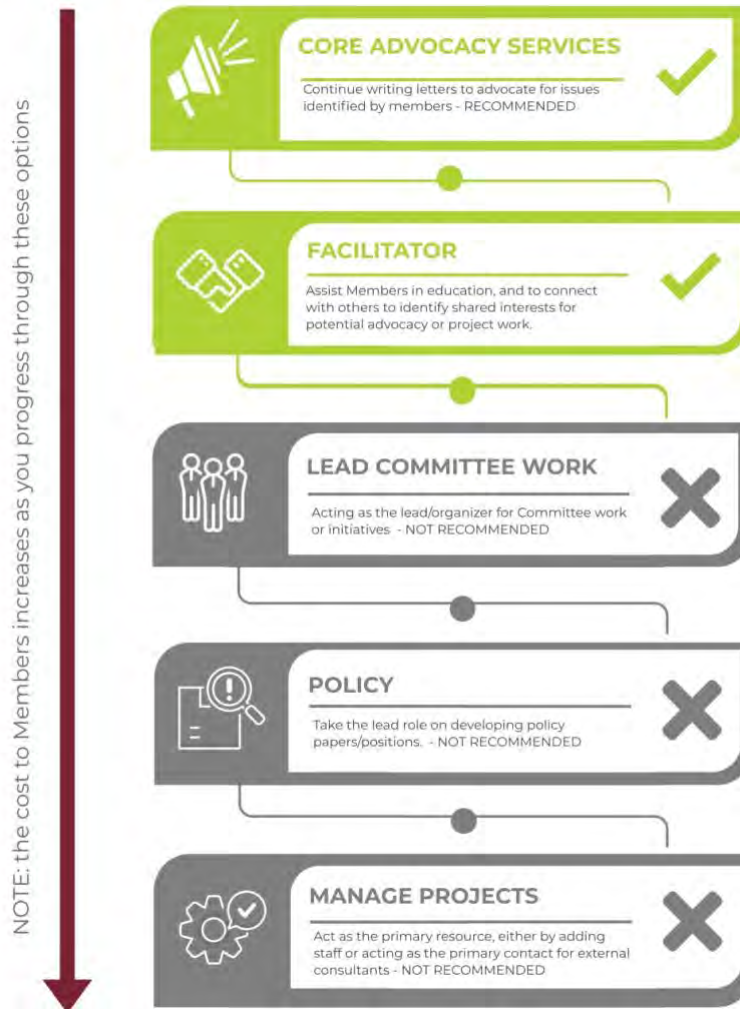 NOTE: the cost to Members increases as you progress through these options
CORE ADVOCACY SERVICES
Continue writing letters to advocate for issues
identified by members - RECOMMENDED
FACILITATOR
Assist Members in education, and to connect
with others to identify shared interests for
potential advocacy or project work.
LEAD COMMITTEE WORK
Acting as the lead/organizer for Committee work
or initiatives - NOT RECOMMENDED
POLICY
Take the lead role on developing policy
papers/positions. - NOT RECOMMENDED
MANAGE PROJECTS
Act as the primary resource, either by adding
staff or acting as the primary contact for external
consultants - NOT RECOMMENDED